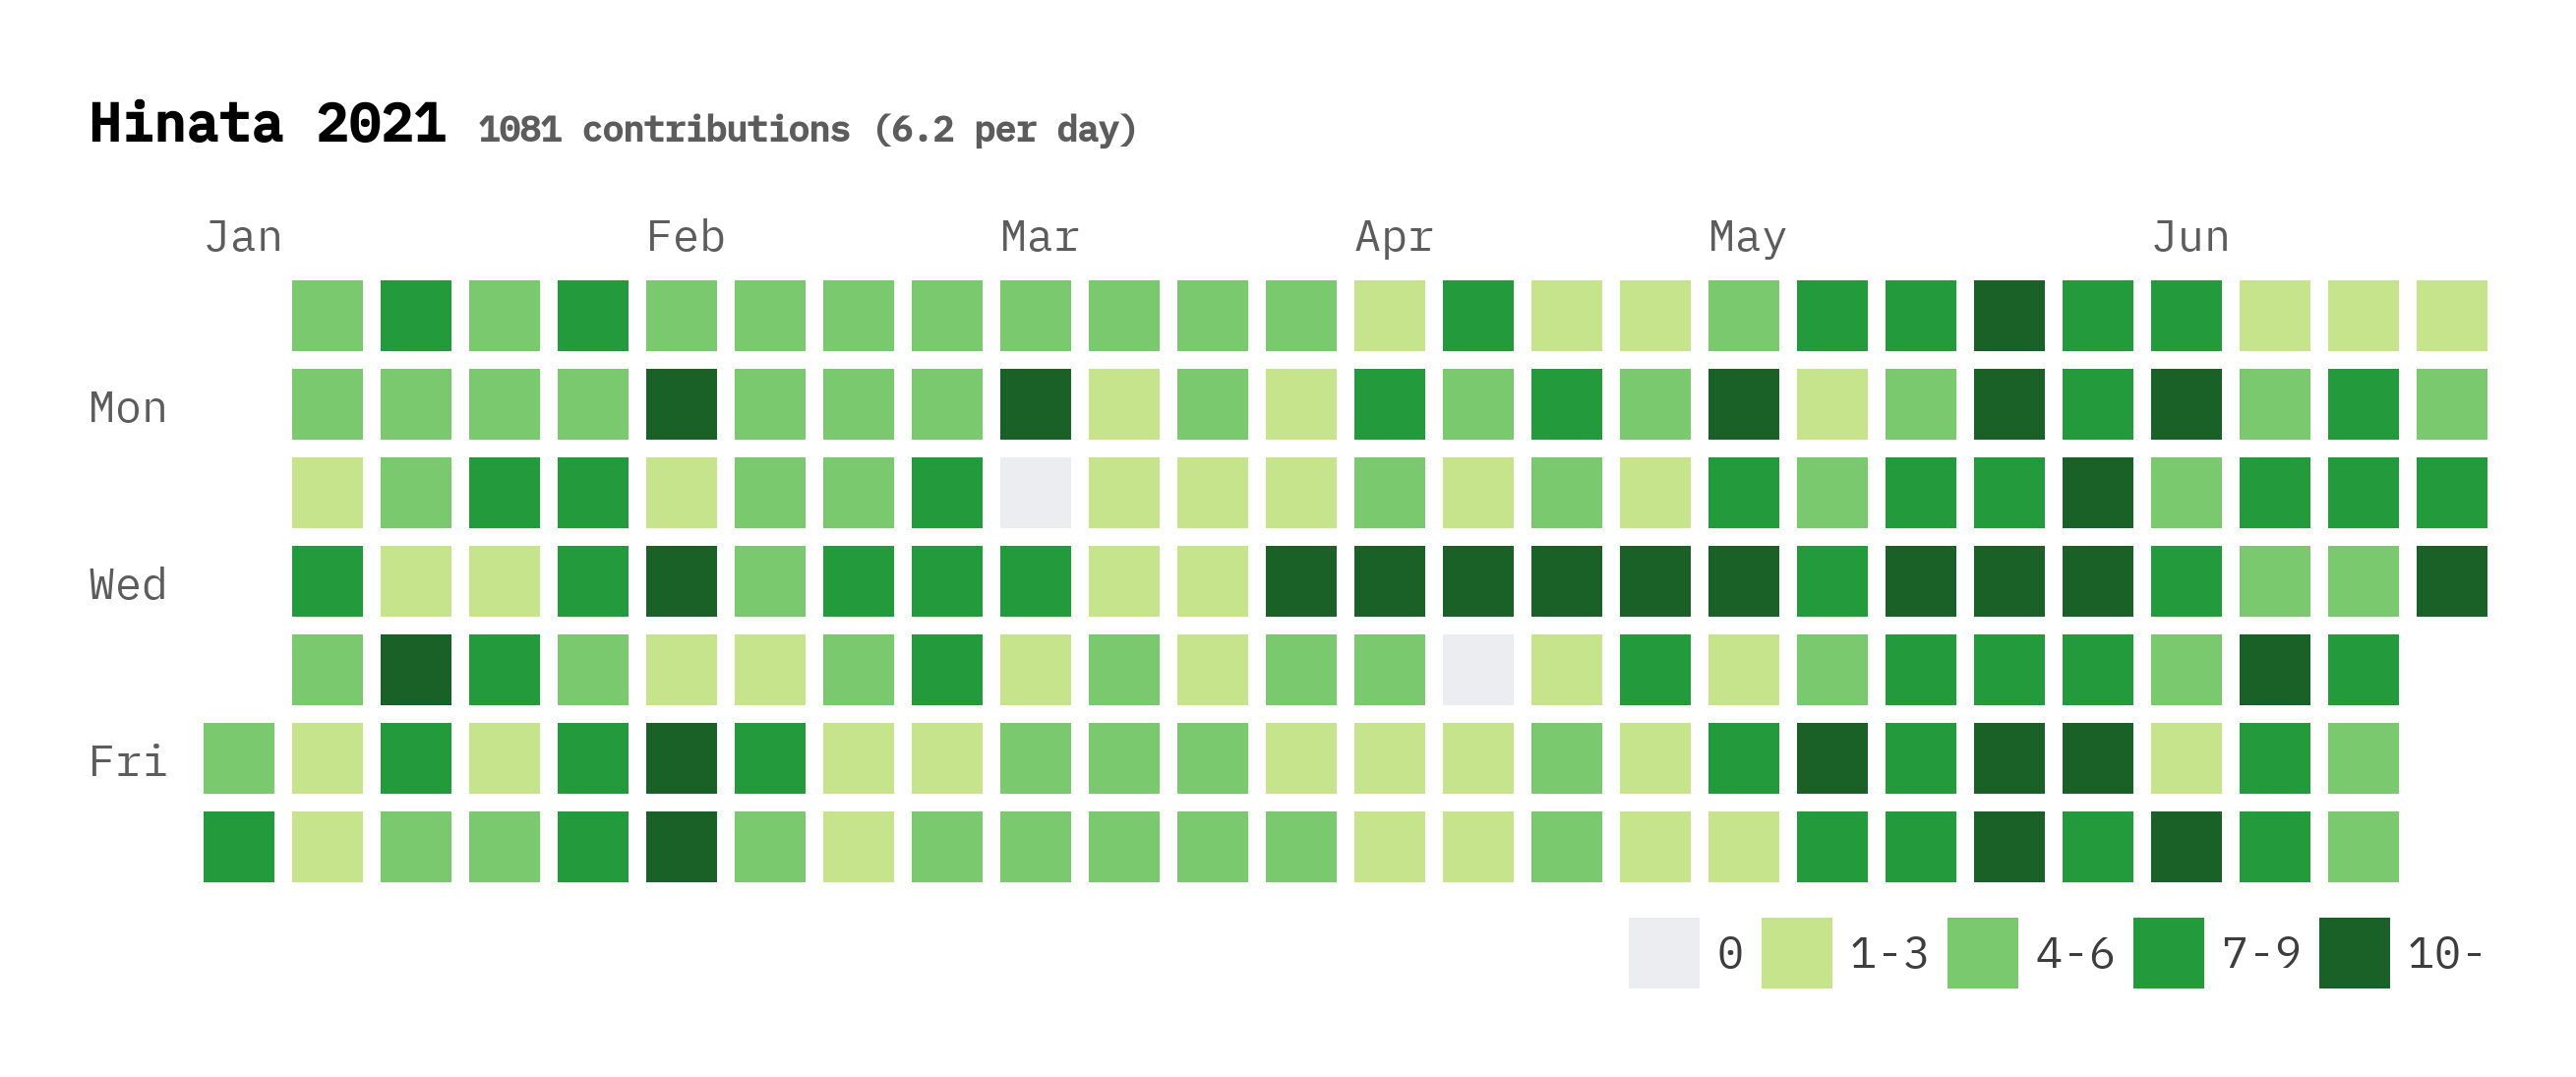 Hinata 2021 1081 contributions (6.2 per day)
Jan Feb Mar Apr May Jun
Mon
Wed
Fri
0 1-3 4-6 7-9 10-